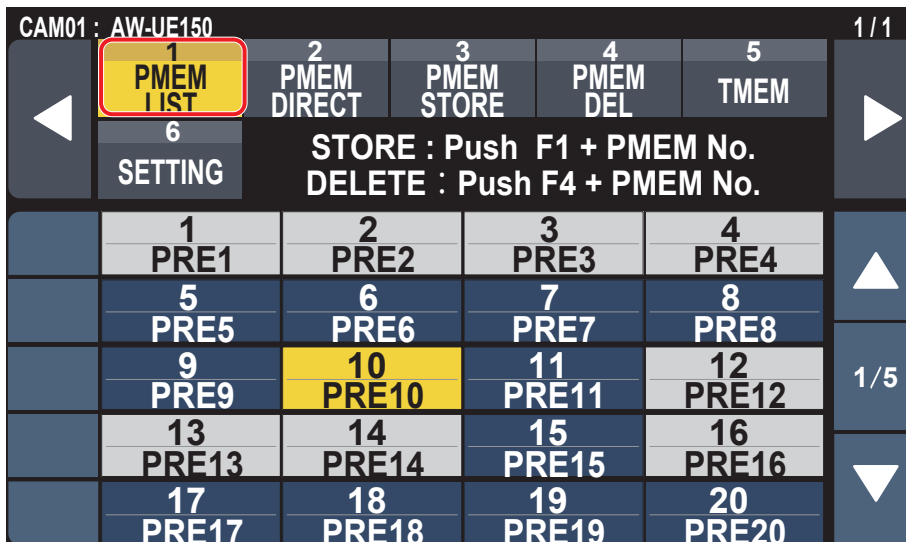 CAM01 : AW-UE150 1/1
1 2 3 4 5
PMEM LIST PMEM DIRECT PMEM STORE PMEM DEL TMEM
6
SETTING
STORE : Push F1 + PMEM No.
DELETE : Push F4 + PMEM No.
1 2 3 4
PRE1 PRE2 PRE3 PRE4
5 6 7 8
PRE5 PRE6 PRE7 PRE8
9 10 11 12
PRE9 PRE10 PRE11 PRE12
1/5
13 14 15 16
PRE13 PRE14 PRE15 PRE16
17 18 19 20
PRE17 PRE18 PRE19 PRE20